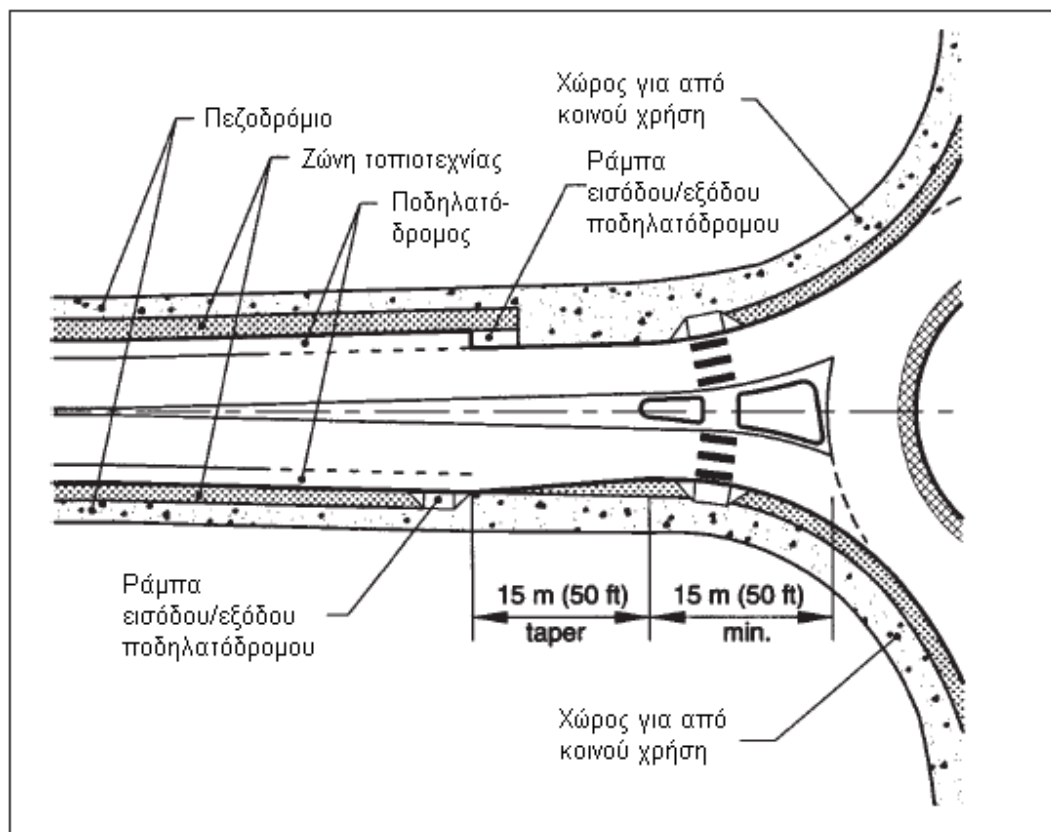 Χώρος για από
κοινού χρήση
Πεζοδρόμιο
Ζώνη τοπιοτεχνίας
Ράμπα
εισόδου/εξόδου
ποδηλατόδρομου
Ποδηλατό-
δρομος
15 m (50 ft)
taper
15 m (50 ft)
min.
Ράμπα
εισόδου/εξόδου
ποδηλατόδρομου
Χώρος για από
κοινού χρήση